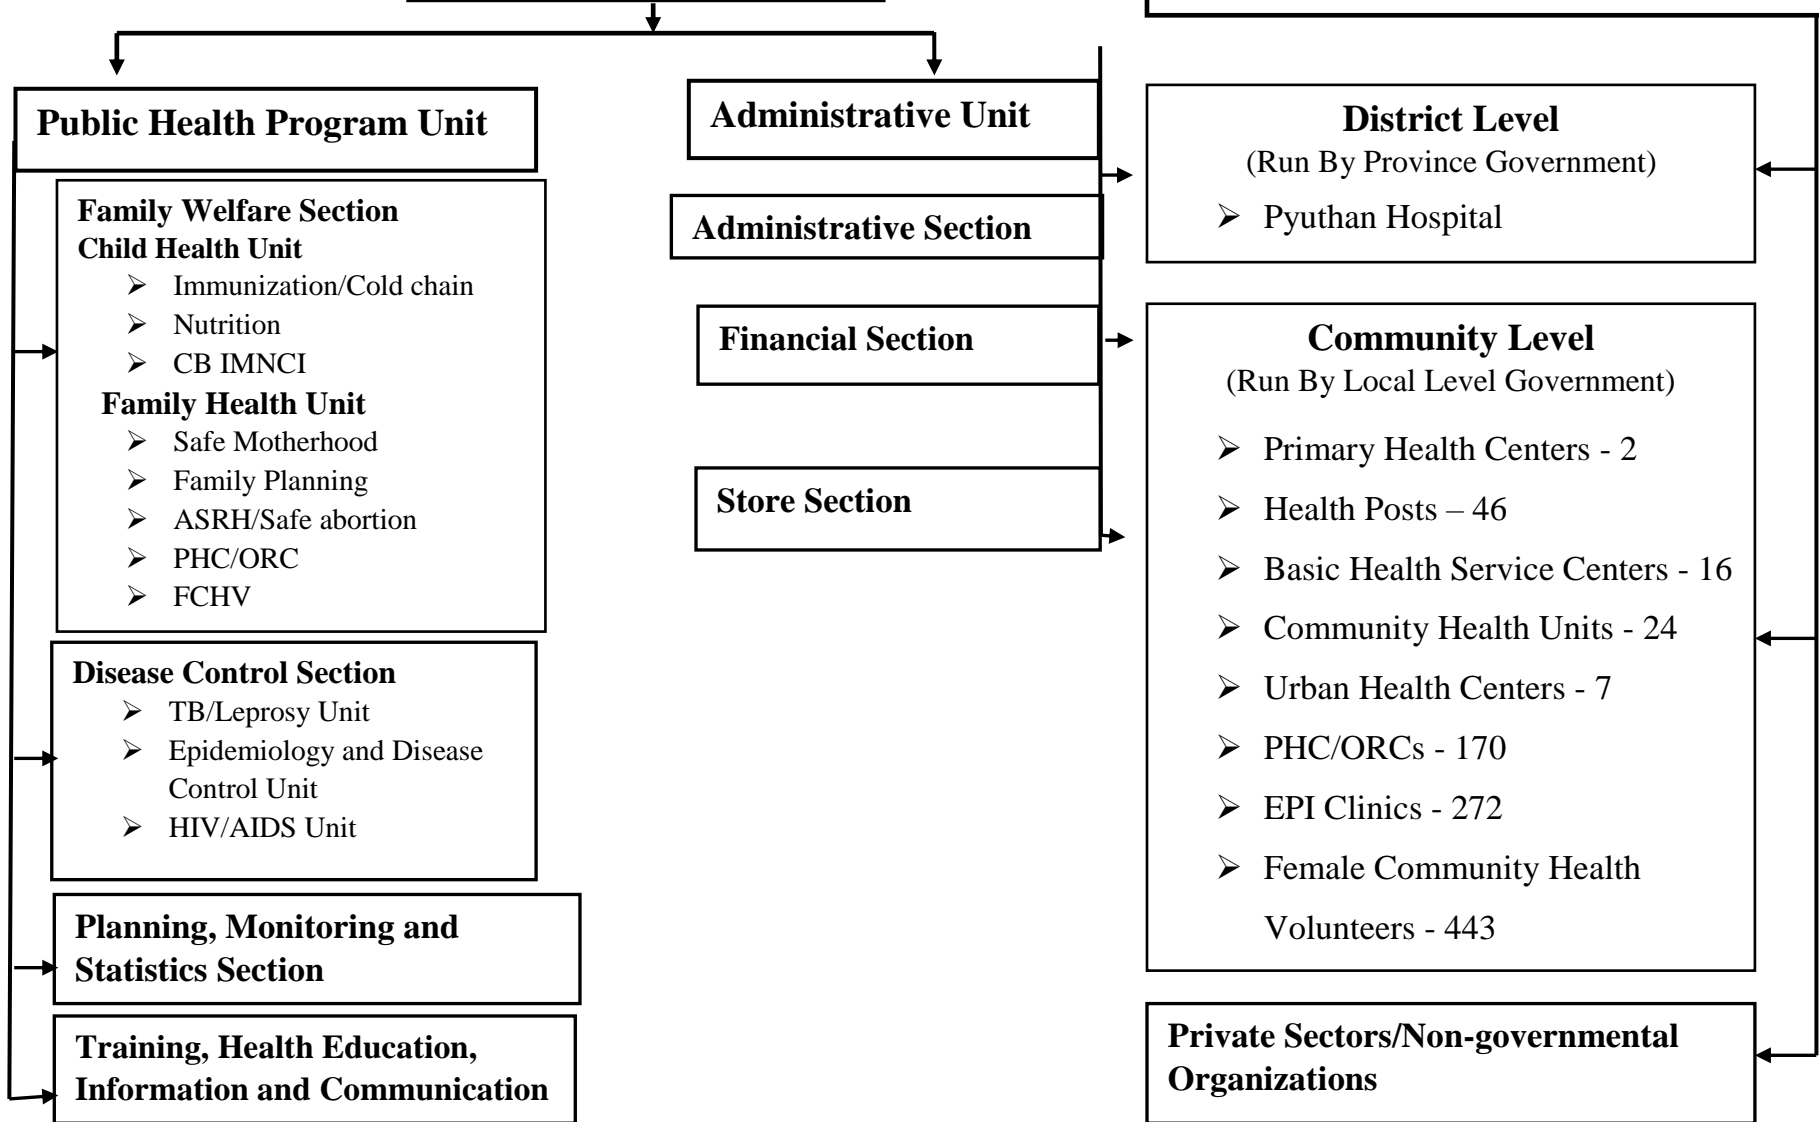 Public Health Program Unit
Family Welfare Section
Child Health Unit
➢ Immunization/Cold chain
➢ Nutrition
➢ CB IMNCI
Family Health Unit
➢ Safe Motherhood
➢ Family Planning
➢ ASRH/Safe abortion
➢ PHC/ORC
➢ FCHV
Disease Control Section
➢ TB/Leprosy Unit
➢ Epidemiology and Disease
Control Unit
➢ HIV/AIDS Unit
Planning, Monitoring and
Statistics Section
Training, Health Education,
Information and Communication
Administrative Unit
Administrative Section
Financial Section
Store Section
District Level
(Run By Province Government)
➢ Pyuthan Hospital
Community Level
(Run By Local Level Government)
➢ Primary Health Centers - 2
➢ Health Posts – 46
➢ Basic Health Service Centers - 16
➢ Community Health Units - 24
➢ Urban Health Centers - 7
➢ PHC/ORCs - 170
➢ EPI Clinics - 272
➢ Female Community Health
Volunteers - 443
Private Sectors/Non-governmental
Organizations